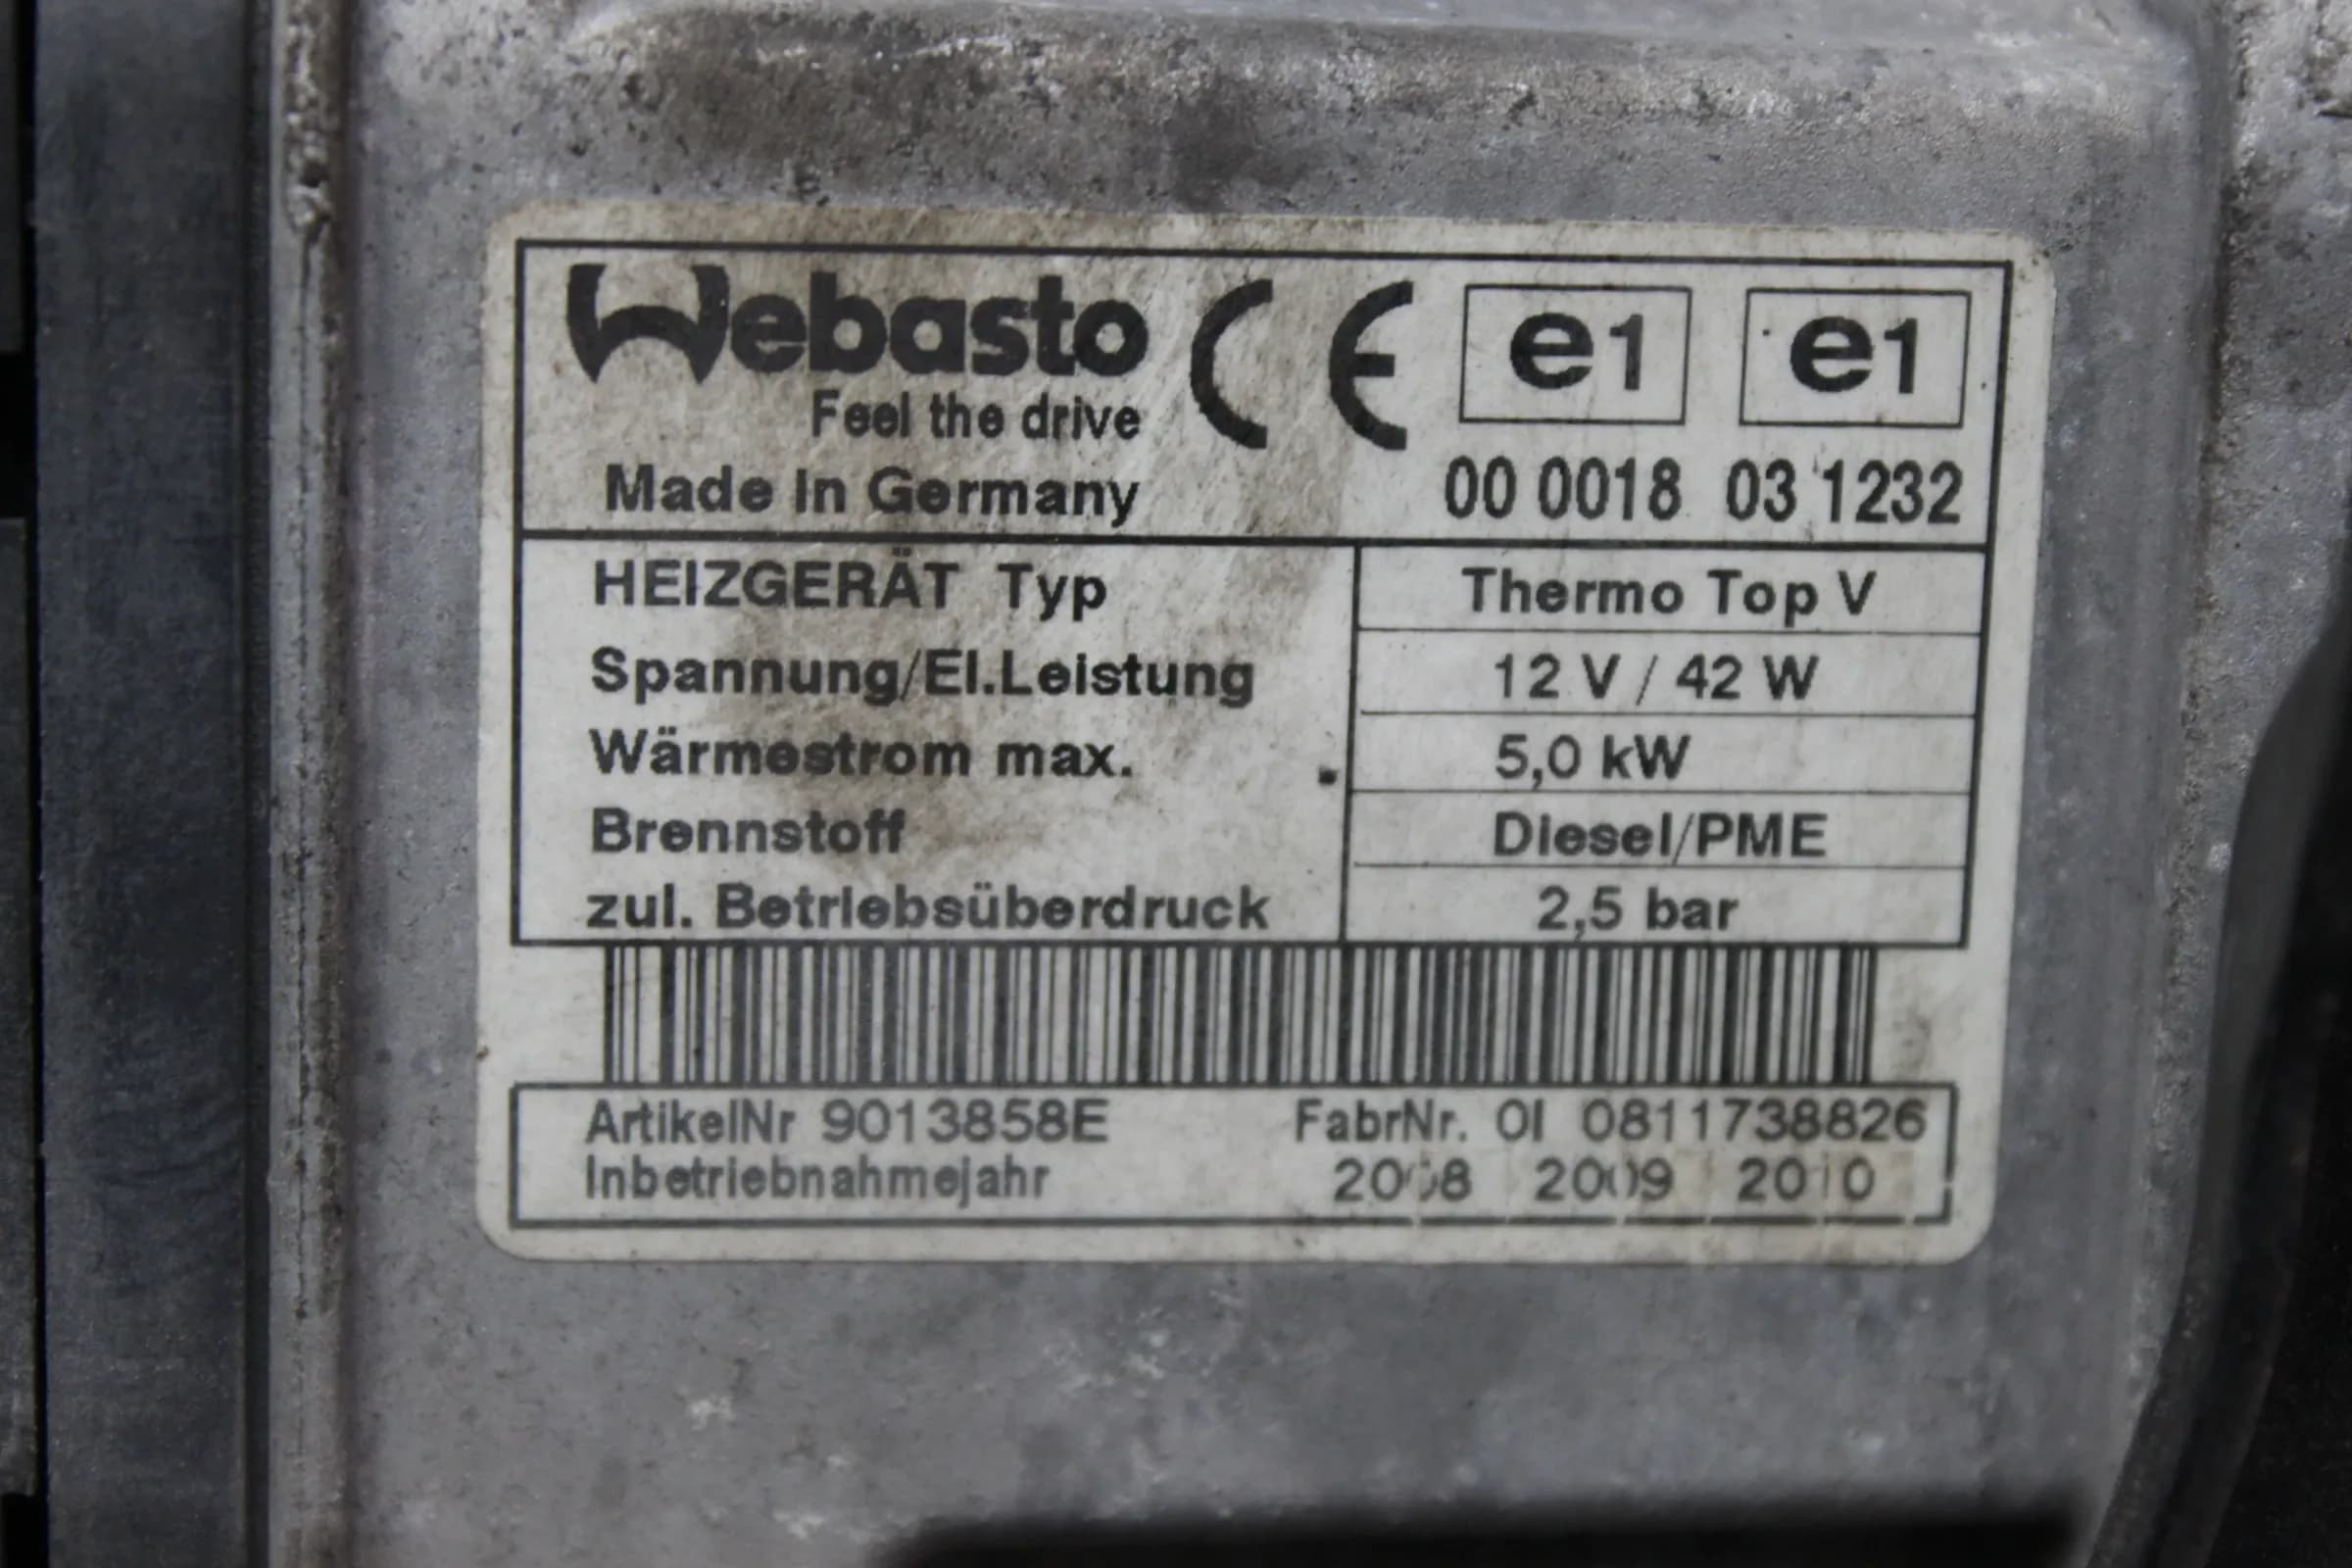 Webasto CE e1 e1
Feel the drive
Made In Germany 00 0018 03 1232
HEIZGERÄT Typ Thermo Top V
Spannung/El.Leistung 12 V / 42 W
Wärmestrom max. 5,0 kW
Brennstoff Diesel/PME
zul. Betriebsüberdruck 2,5 bar
ArtikelNr 9013858E FabrNr. OI 0811738826
Inbetriebnahmejahr 2008 2009 2010